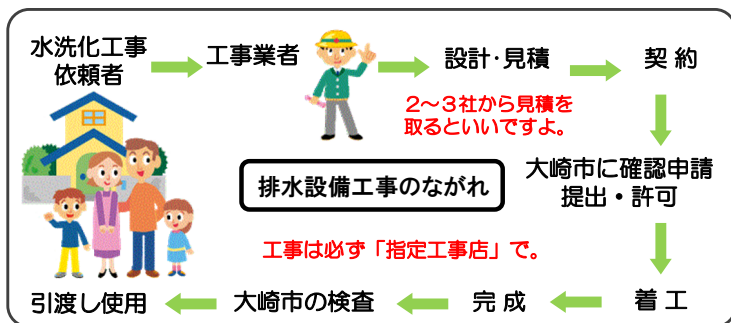 水洗化工事
依頼者
工事業者
設計・見積
契 約
2~3社から見積を
取るといいですよ。
大崎市に確認申請
提出・許可
排水設備工事のながれ
工事は必ず「指定工事店」で。
着 工
完 成
大崎市の検査
引渡し使用